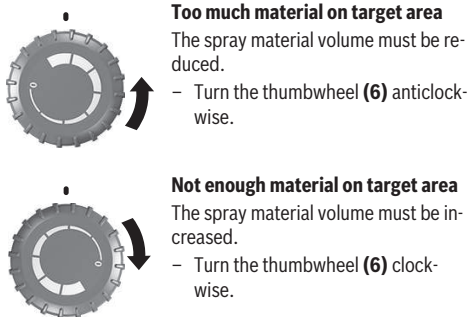 Too much material on target area
The spray material volume must be re-
duced.
– Turn the thumbwheel (6) anticlock-
wise.
0
Not enough material on target area
The spray material volume must be in-
creased.
– Turn the thumbwheel (6) clock-
wise.
0